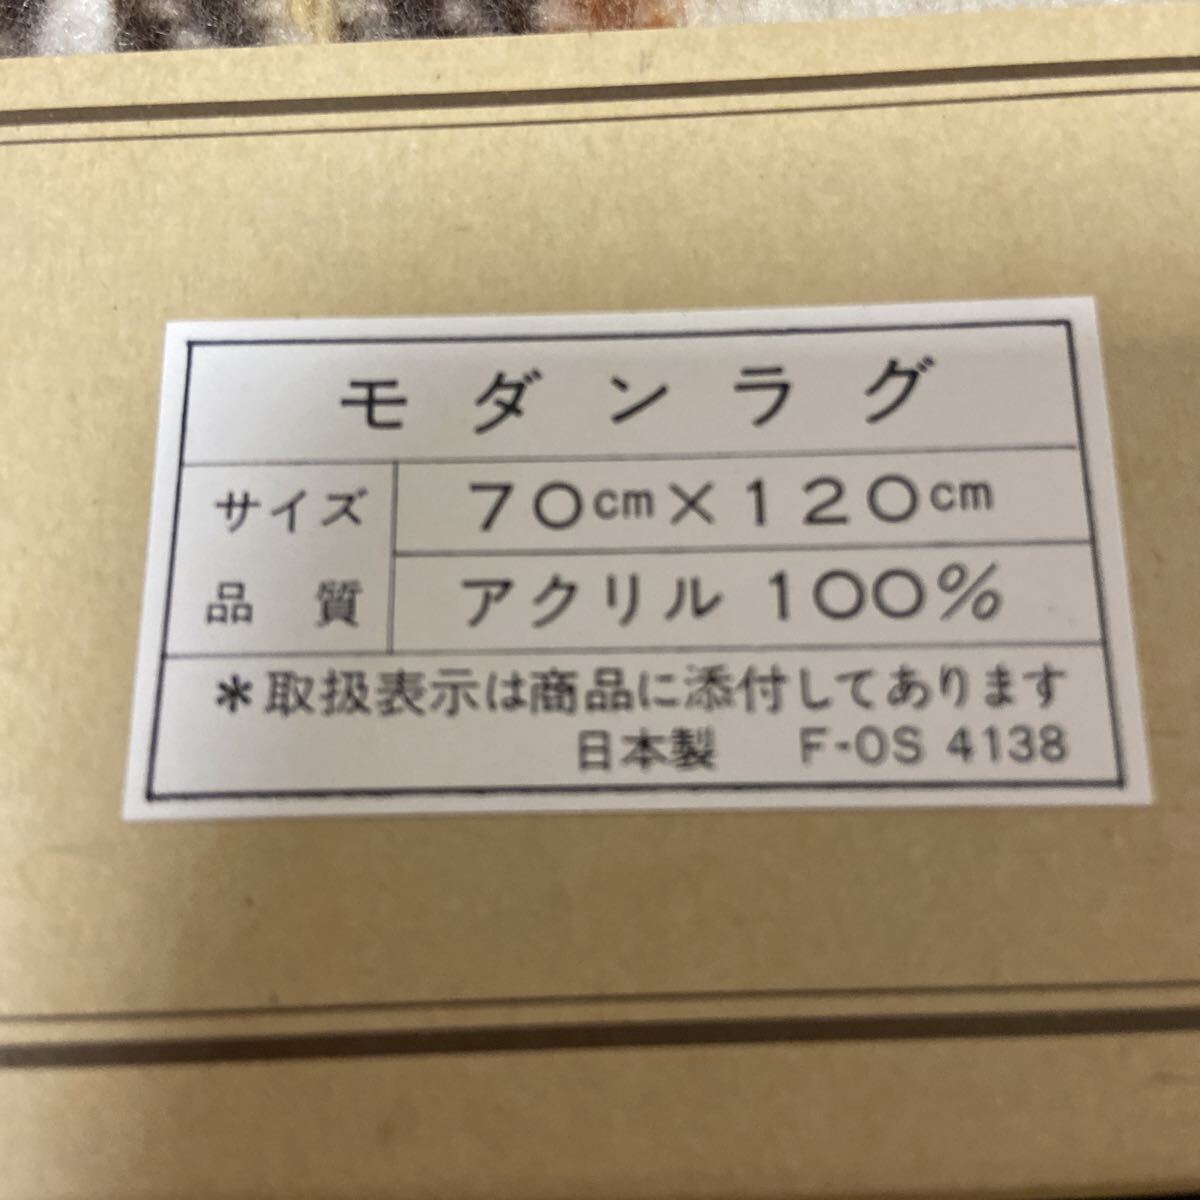 モダンラグ
サイズ 70cm×120cm
品質 アクリル 100%
*取扱表示は商品に添付してあります
日本製 F-OS 4138